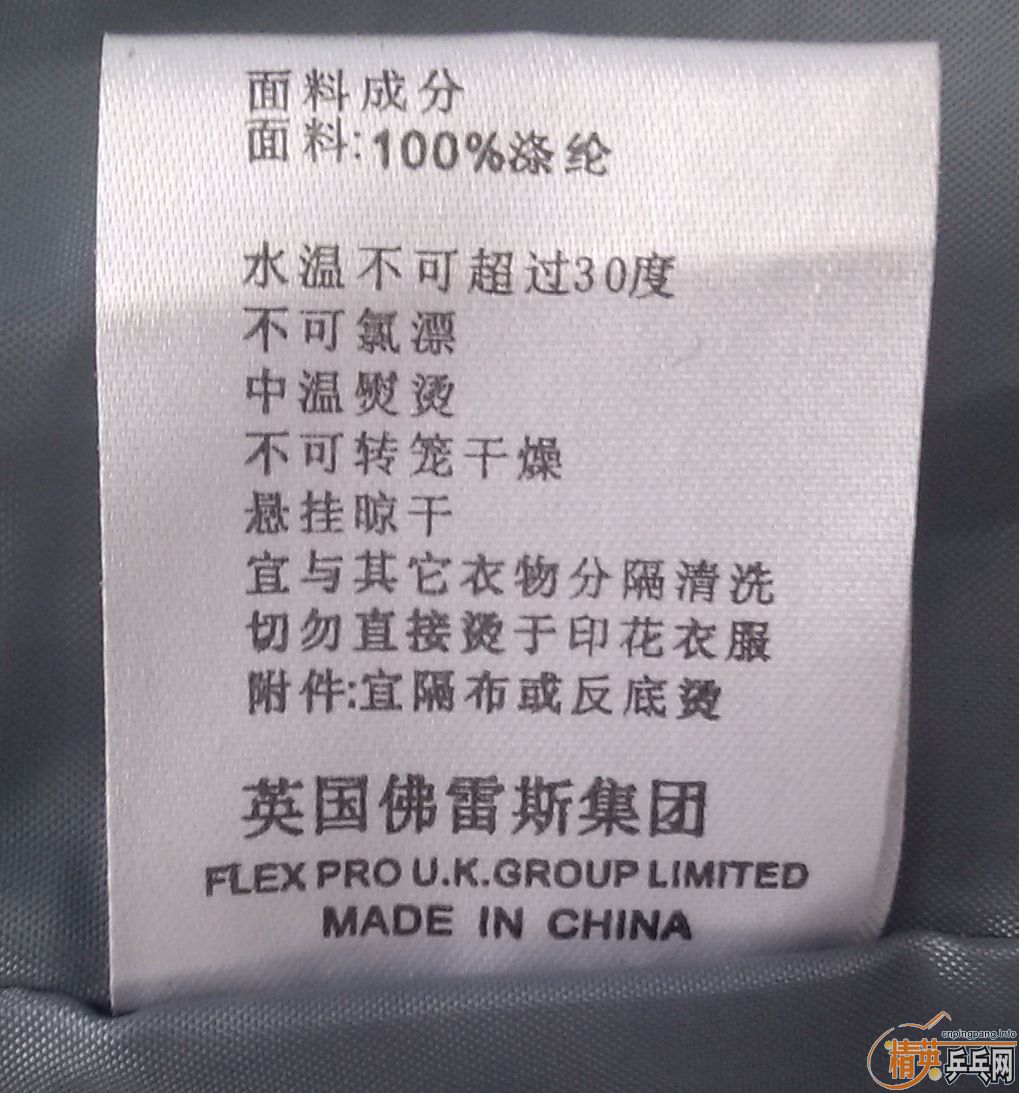 面料成分
面料:100%涤纶
水温不可超过30度
不可氯漂
中温熨烫
不可转笼干燥
悬挂晾干
宜与其它衣物分隔清洗
切勿直接烫于印花衣服
附件:宜隔布或反底烫
英国佛雷斯集团
FLEX PRO U.K.GROUP LIMITED
MADE IN CHINA
cnpingpang.info
精英乒乓网